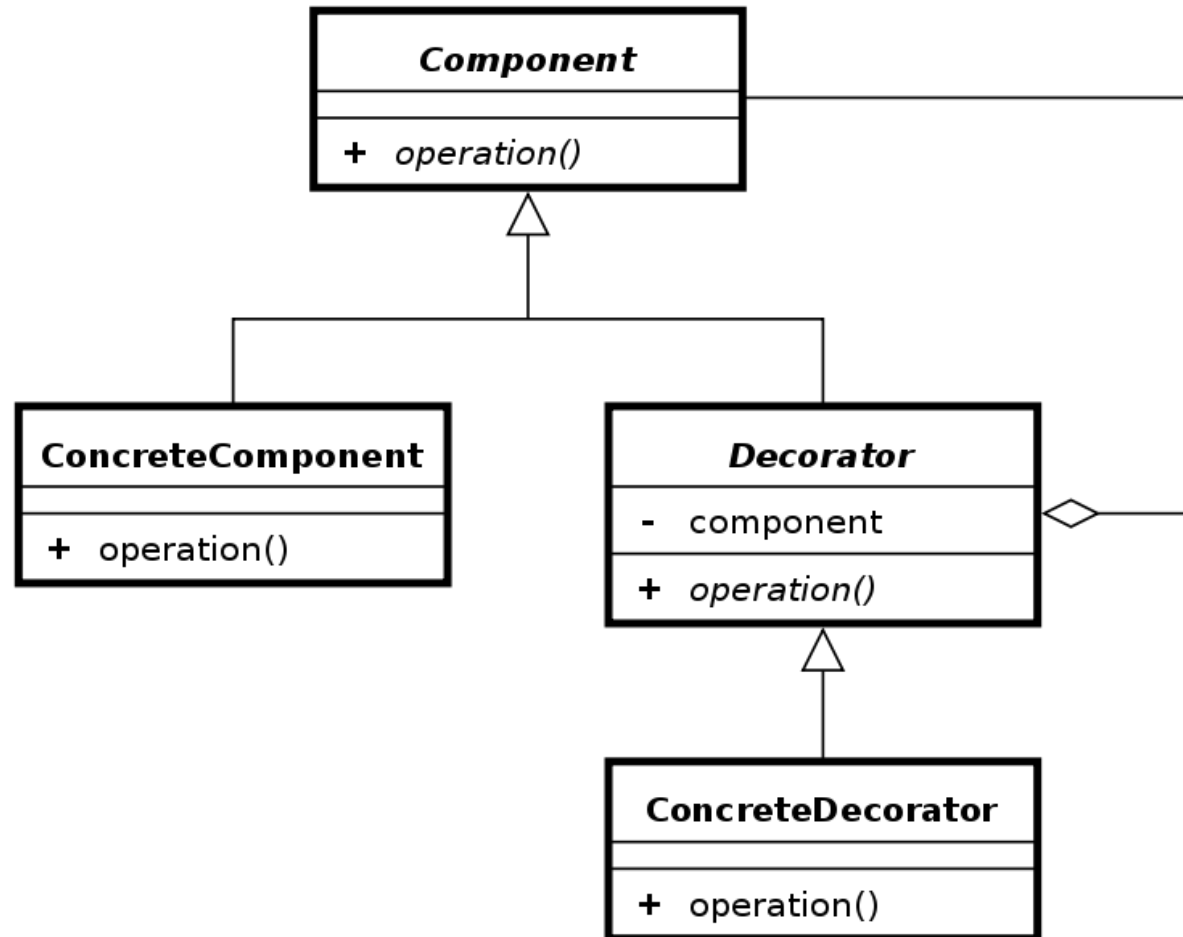 Component
+ operation()
ConcreteComponent
+ operation()
Decorator
- component
+ operation()
ConcreteDecorator
+ operation()